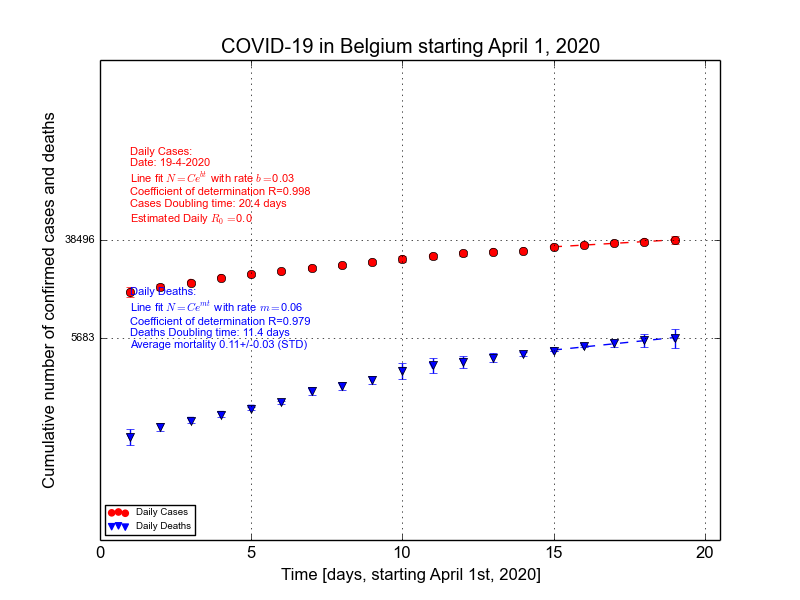 COVID-19 in Belgium starting April 1, 2020
Cumulative number of confirmed cases and deaths
Daily Cases:
Date: 19-4-2020
Line fit N=Ce^{bt} with rate b=0.03
Coefficient of determination R=0.998
Cases Doubling time: 20.4 days
Estimated Daily R_0=0.0
38496
Daily Deaths:
Line fit N=Ce^{mt} with rate m=0.06
Coefficient of determination R=0.979
Deaths Doubling time: 11.4 days
Average mortality 0.11+/-0.03 (STD)
5683
Daily Cases
Daily Deaths
0 5 10 15 20
Time [days, starting April 1st, 2020]